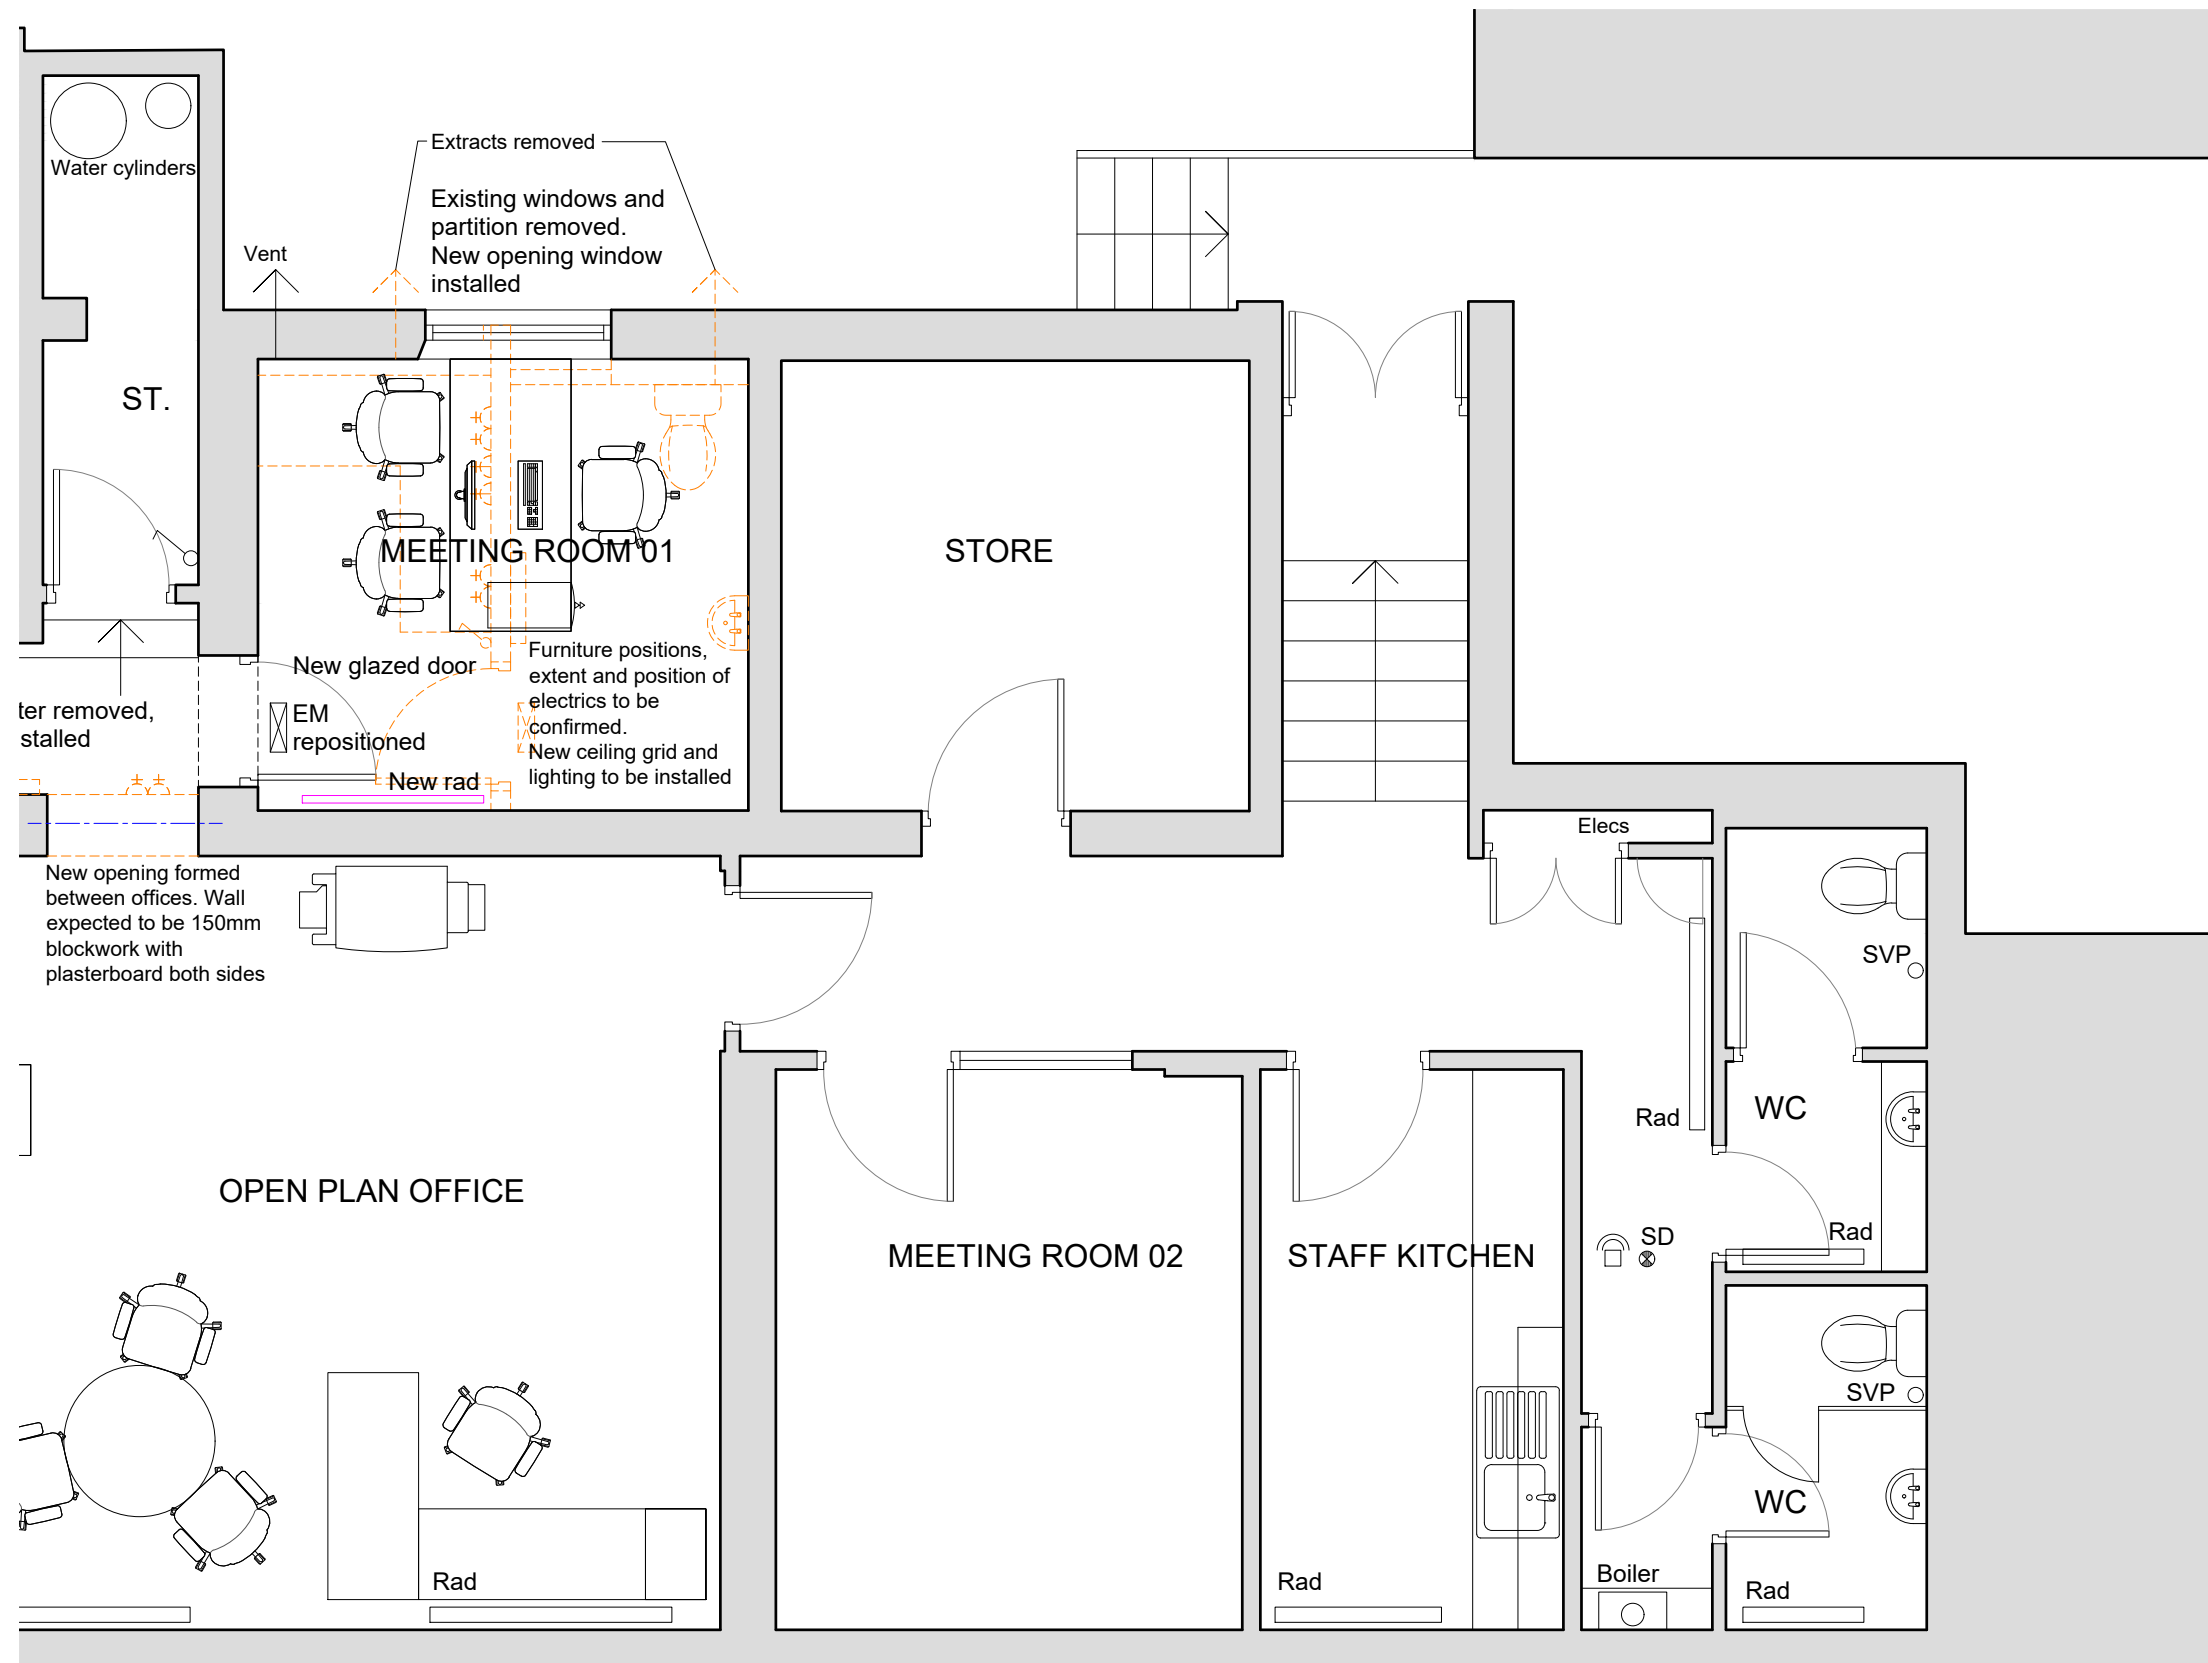 Water cylinders
Extracts removed
Existing windows and
partition removed.
New opening window
installed
Vent
ST.
MEETING ROOM 01
STORE
New glazed door
EM
repositioned
New rad
Furniture positions,
extent and position of
electrics to be
confirmed.
New ceiling grid and
lighting to be installed
ter removed,
stalled
New opening formed
between offices. Wall
expected to be 150mm
blockwork with
plasterboard both sides
Elecs
SVP
WC
Rad
Rad
SD
OPEN PLAN OFFICE
MEETING ROOM 02
STAFF KITCHEN
SVP
WC
Rad
Rad
Boiler
Rad